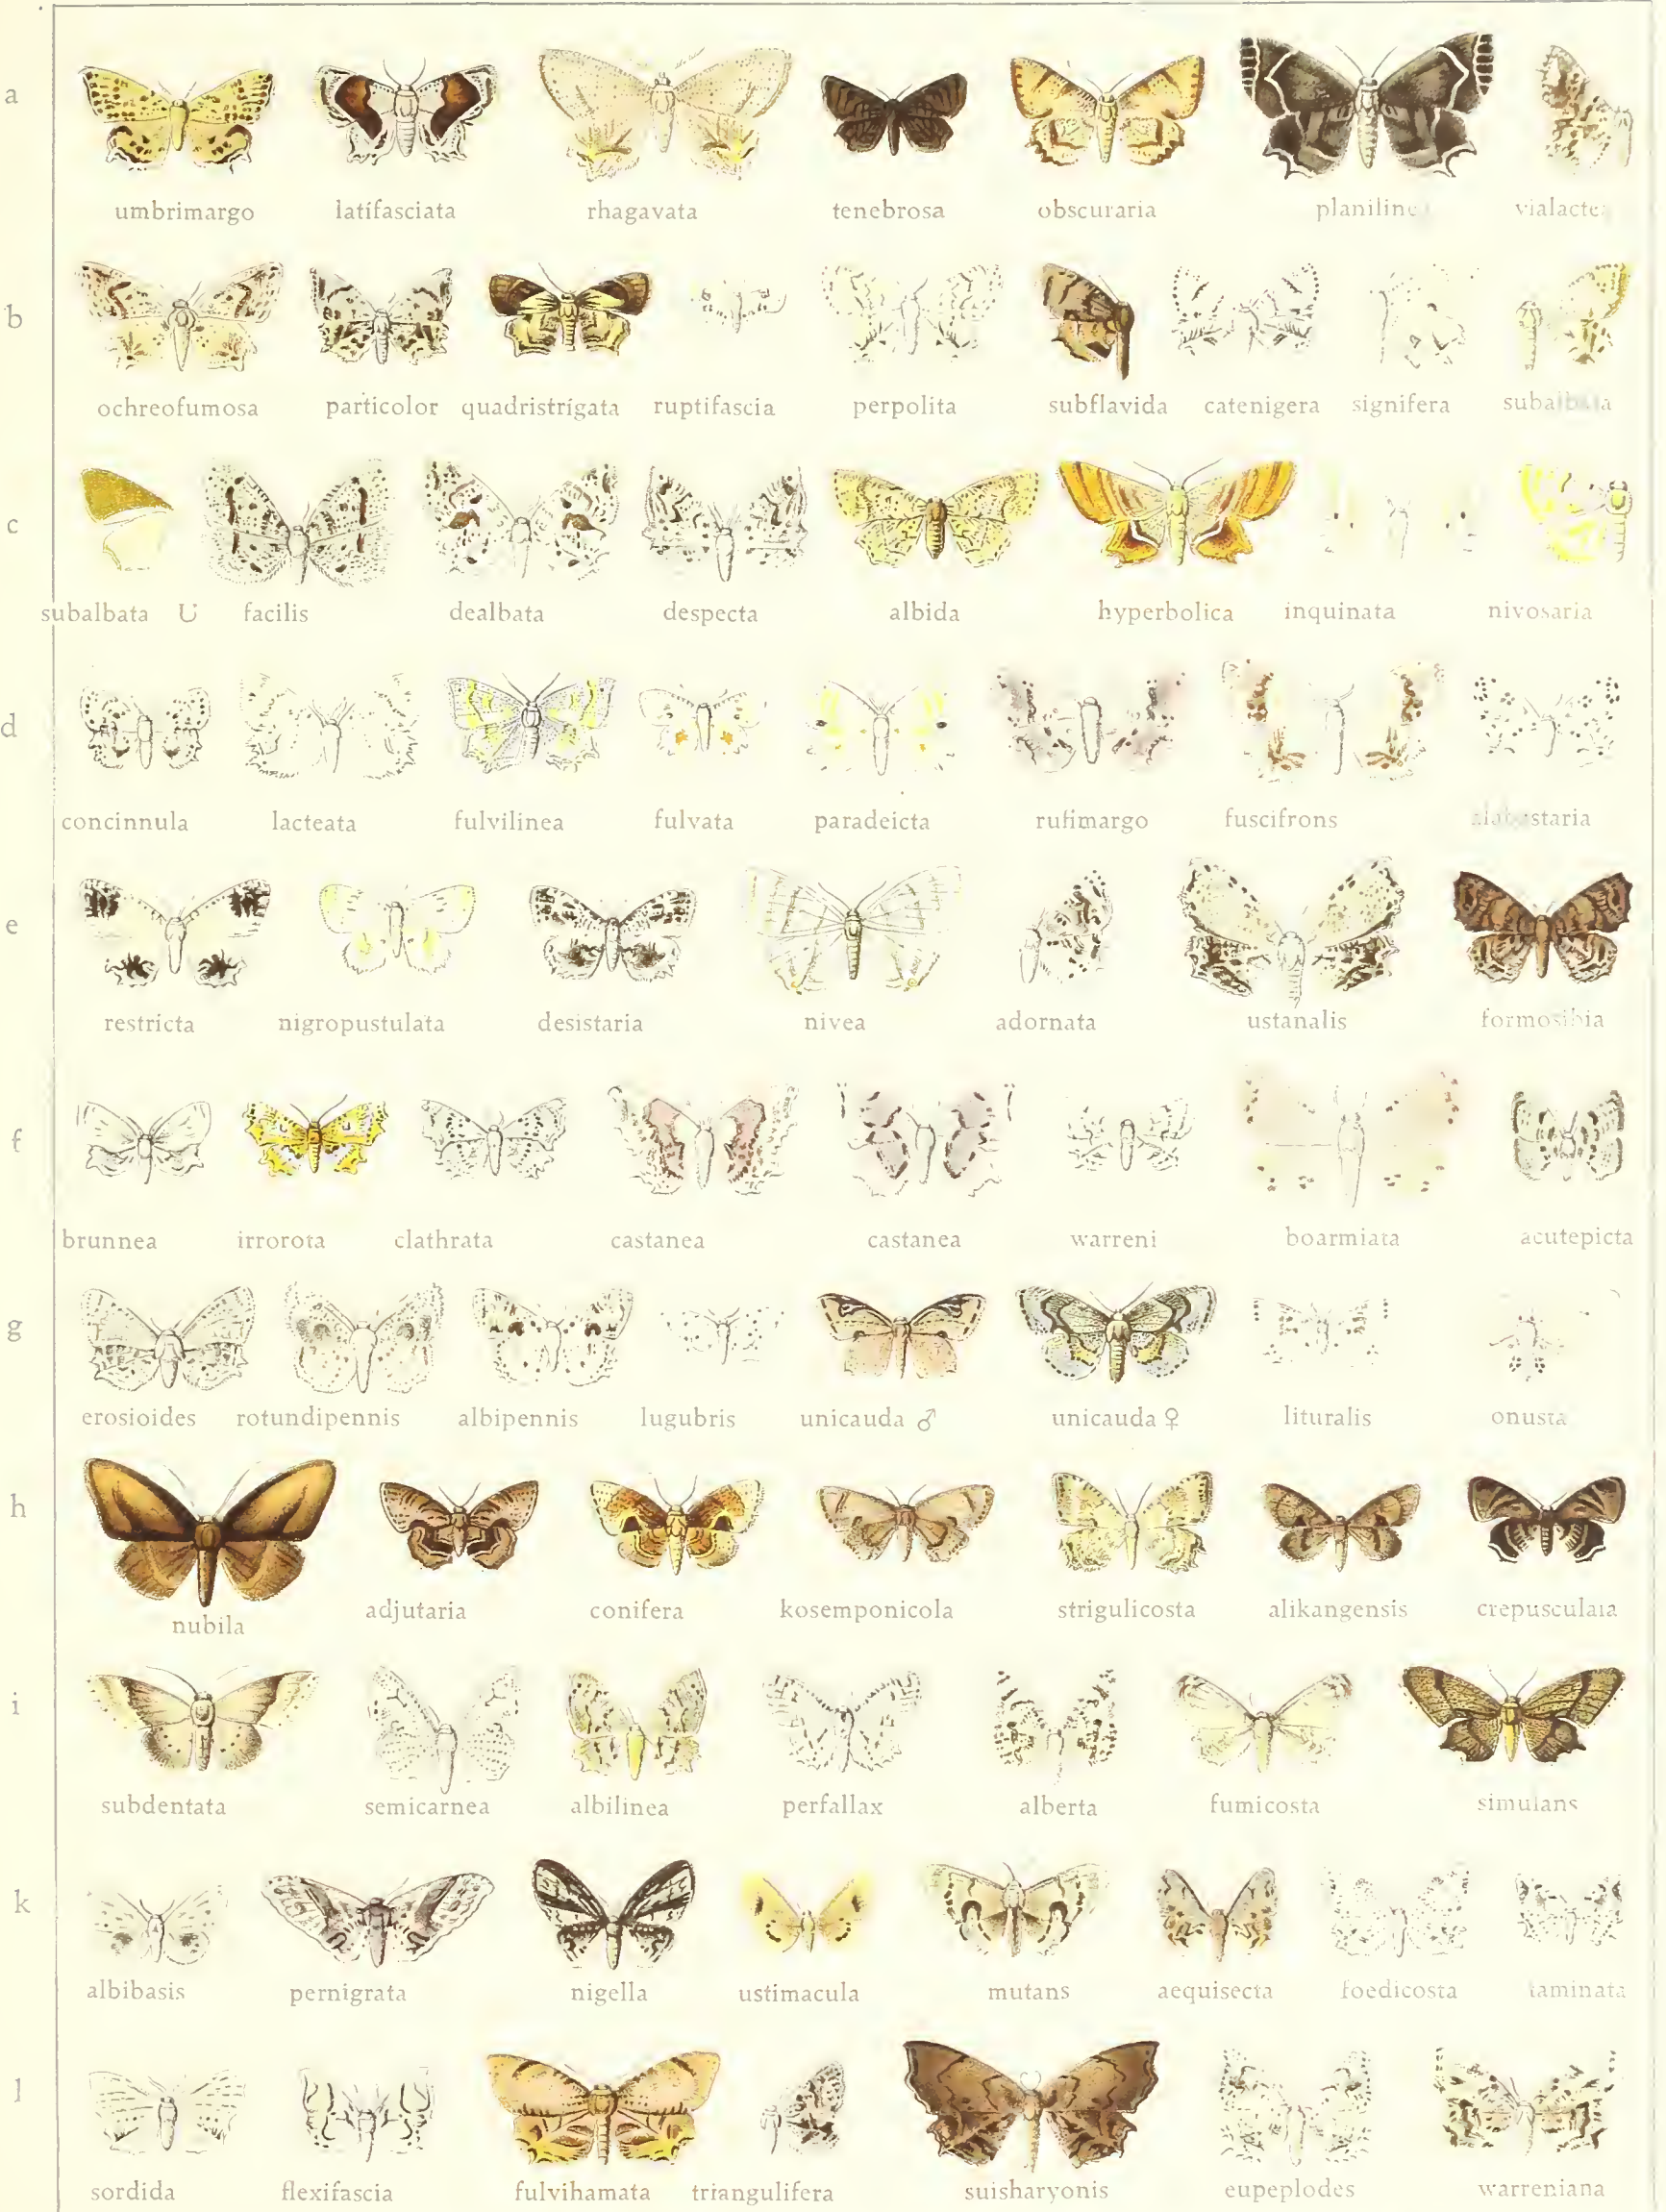 a
umbrimargo latifasciata rhagavata tenebrosa obscuraria
b
ochreofumosa particolor quadristrigata ruptifascia perpolita subflavida catenigera signifera
c
subalbata U facilis dealbata despecta albida hyperbolica inquinata nivosaria
d
concinnula lacteata fulvilinea fulvata paradeicta rufimargo fuscifrons
e
restricta nigropustulata desistaria nivea adornata ustanalis
f
brunnea irrorota clathrata castanea castanea warreni boarmiata acutepicta
g
erosioides rotundipennis albipennis lugubris unicauda ♂ unicauda ♀ lituralis onusta
h
nubila adjutaria conifera kosemponicola strigulicosta alikangensis
i
subdentata semicarnea albilinea perfallax alberta fumicosta simulans
k
albibasis pernigrata nigella ustimacula mutans aequisecta foedicosta taminata
l
sordida flexifascia fulvihamata triangulifera suisharyonis eupeplodes warreniana